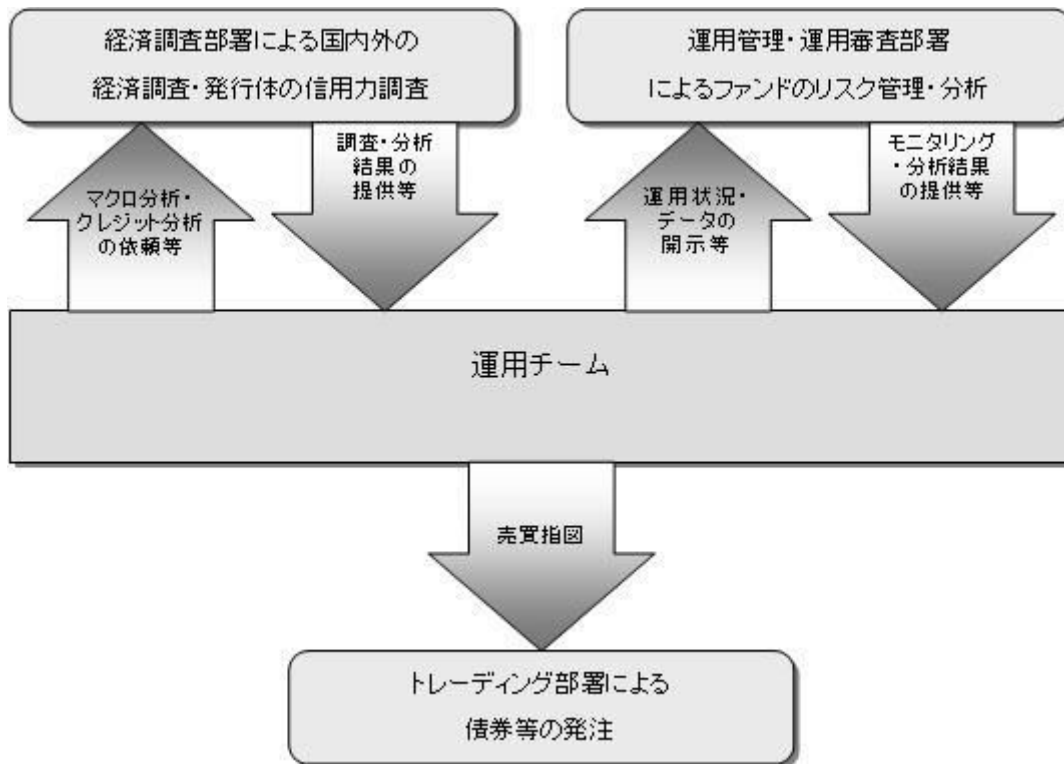 経済調査部署による国内外の
経済調査・発行体の信用力調査
運用管理・運用審査部署
によるファンドのリスク管理・分析
マクロ分析・
クレジット分析
の依頼等
調査・分析
結果の
提供等
運用状況・
データの
開示等
モニタリング
・分析結果
の提供等
運用チーム
売買指図
トレーディング部署による
債券等の発注